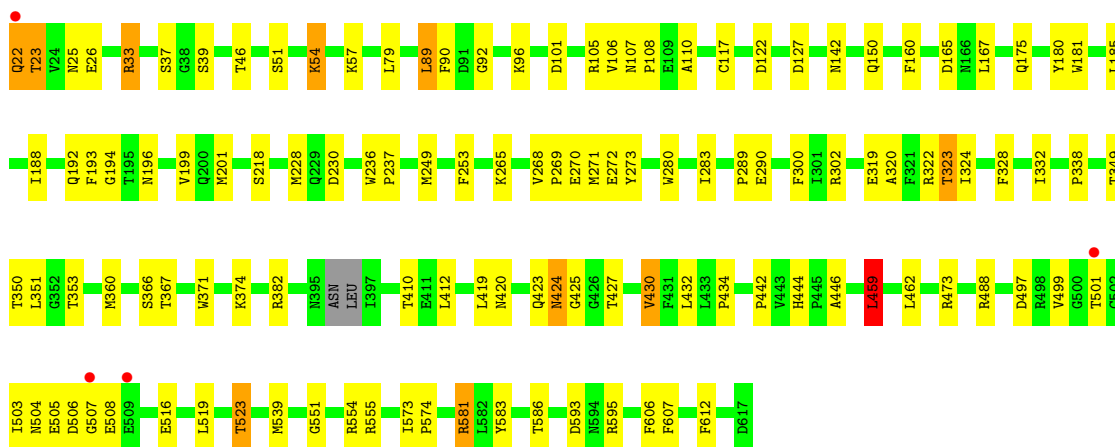 Q22 T23 V24 N25 E26 R33 S37 G38 S39 T46 S51 K54 K57 L79 L89 F90 D91 G92 K96 D101 R105 V106 N107 P108 E109 A110 C117 D122 D127 N142 Q150 F160 D165 N166 L167 Q175 Y180 W181 L185
I188 Q192 F193 G194 T195 N196 V199 Q200 M201 S218 M228 Q229 D230 W236 P237 M249 F253 K265 V268 P269 E270 M271 E272 Y273 W280 I283 P289 E290 F300 I301 R302 E319 A320 F321 R322 T323 I324 F328 I332 P338 T349
T350 L351 G352 T353 M360 S366 T367 W371 K374 R382 N395 ASN LEU I397 T410 E411 L412 L419 N420 Q423 N424 G425 G426 T427 V430 F431 L432 L433 P434 P442 V443 H444 P445 A446 L459 L462 R473 R488 D497 R498 V499 G500 T501 G502
I503 N504 E505 D506 G507 E508 E509 E516 L519 T523 M539 G551 R554 R555 I573 P574 R581 L582 Y583 T586 D593 N594 R595 F606 F607 F612 D617